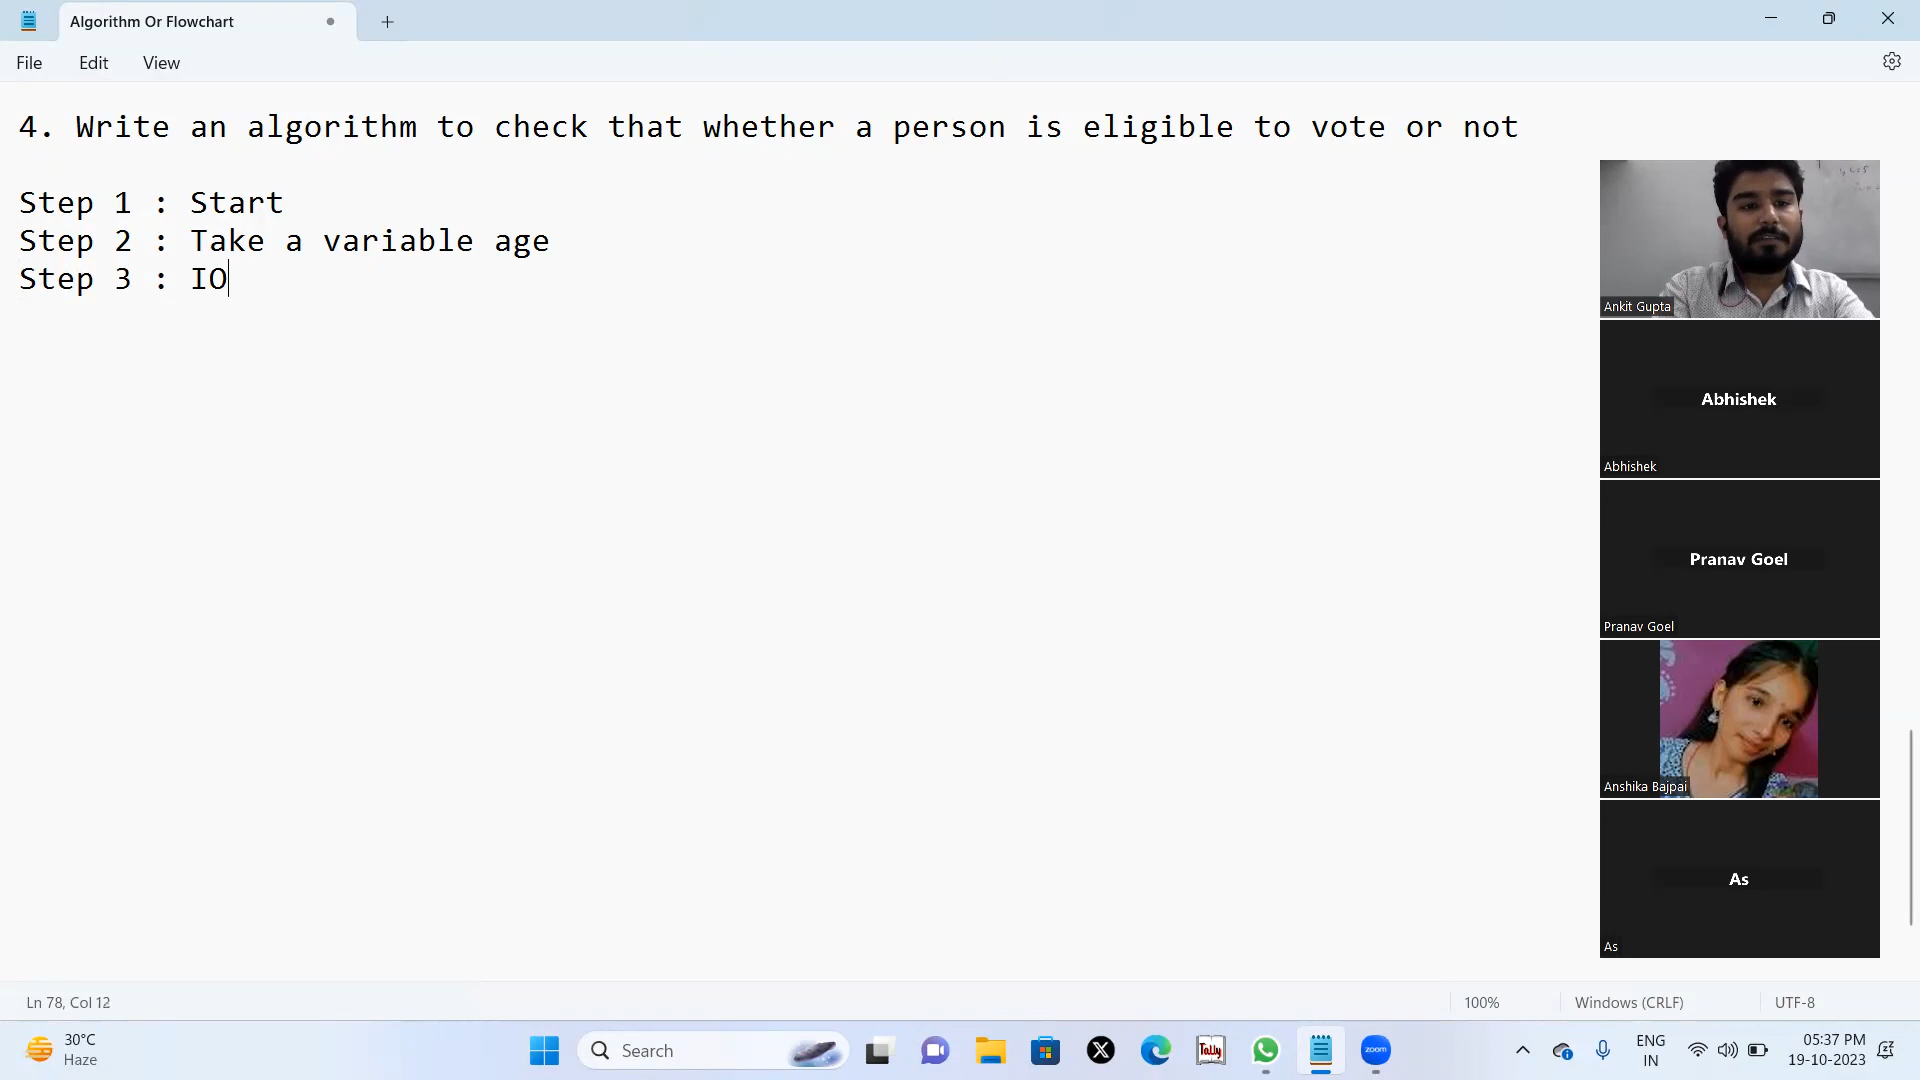 Algorithm Or Flowchart
File Edit View
4. Write an algorithm to check that whether a person is eligible to vote or not
Step 1 : Start
Step 2 : Take a variable age
Step 3 : IO
Ankit Gupta
Abhishek
Abhishek
Pranav Goel
Pranav Goel
Anshika Bajpai
As
As
Ln 78, Col 12
100%
Windows (CRLF)
UTF-8
30°C
Haze
Search
Tally
zoom
ENG
IN
05:37 PM
19-10-2023